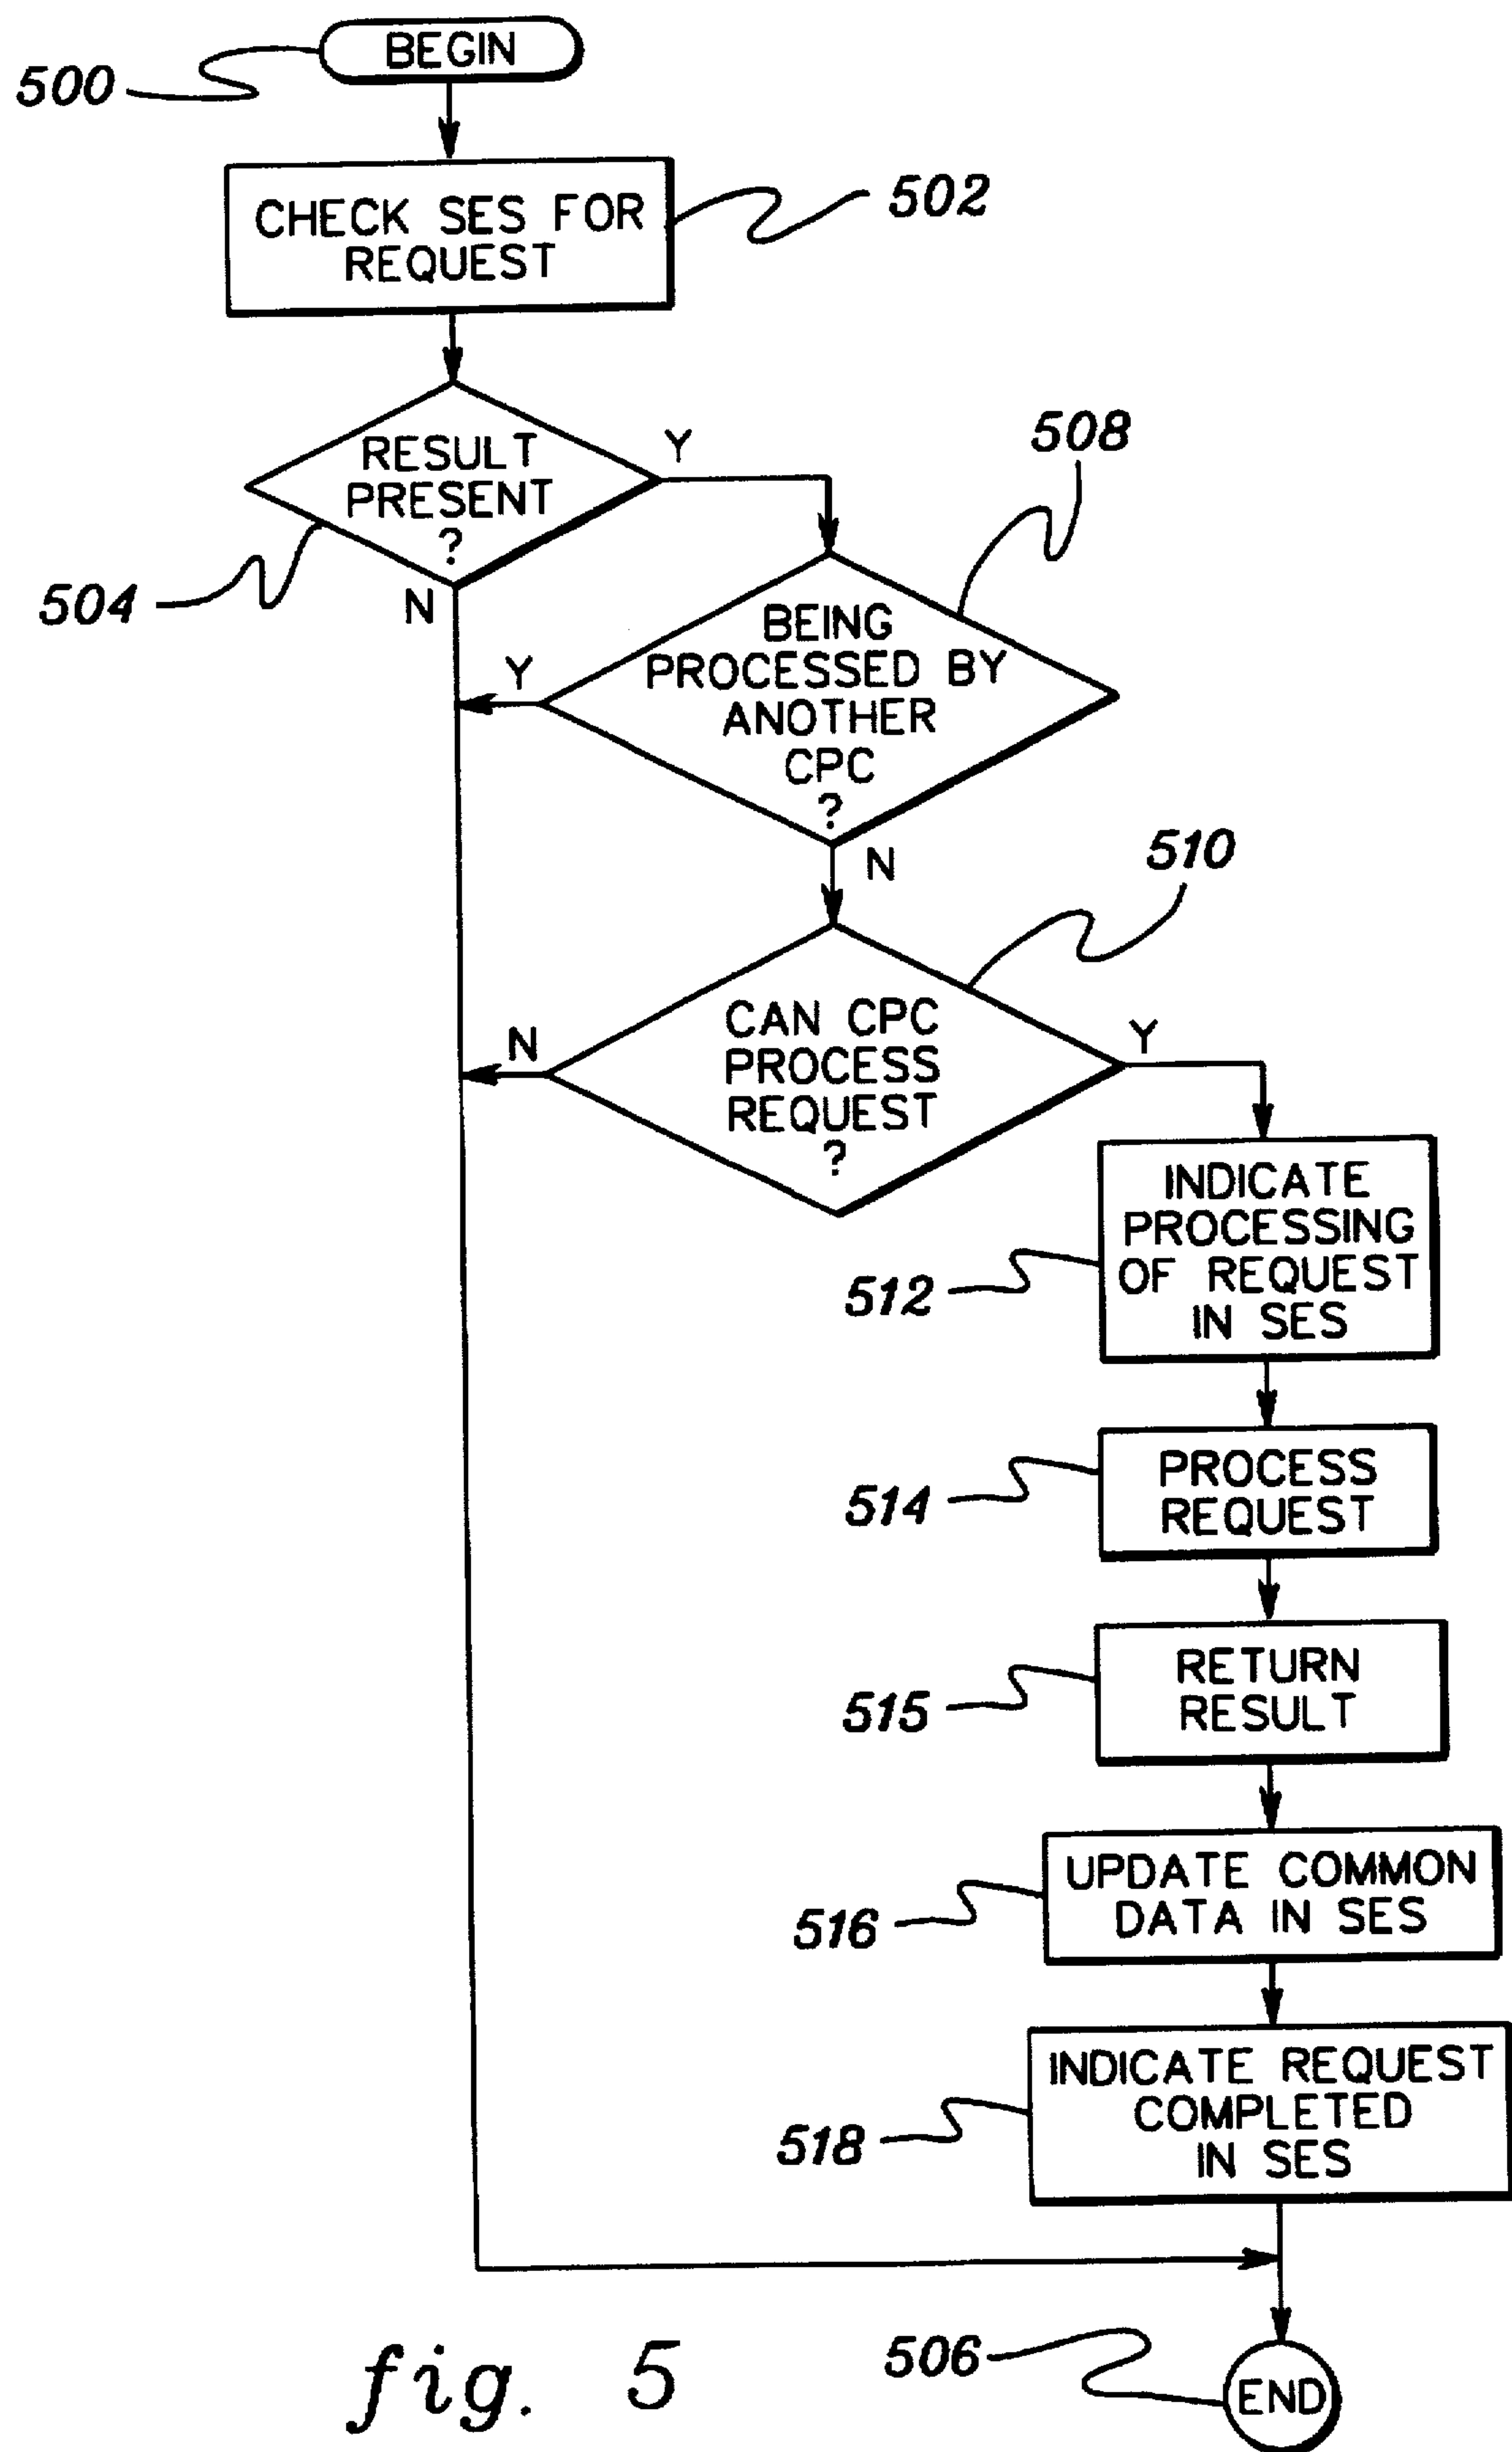 BEGIN
500
CHECK SES FOR
REQUEST
502
RESULT
PRESENT
?
Y
N
504
508
BEING
PROCESSED BY
ANOTHER
CPC
?
Y
N
510
CAN CPC
PROCESS
REQUEST
?
N
Y
INDICATE
PROCESSING
OF REQUEST
IN SES
512
PROCESS
REQUEST
514
RETURN
RESULT
515
UPDATE COMMON
DATA IN SES
516
INDICATE REQUEST
COMPLETED
IN SES
518
506
END
fig. 5